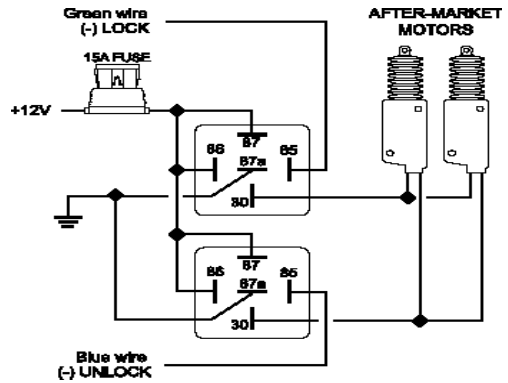 Green wire
(-) LOCK
AFTER-MARKET
MOTORS
15A FUSE
+12V
87
86
85
87a
30
87
86
85
87a
30
Blue wire
(-) UNLOCK